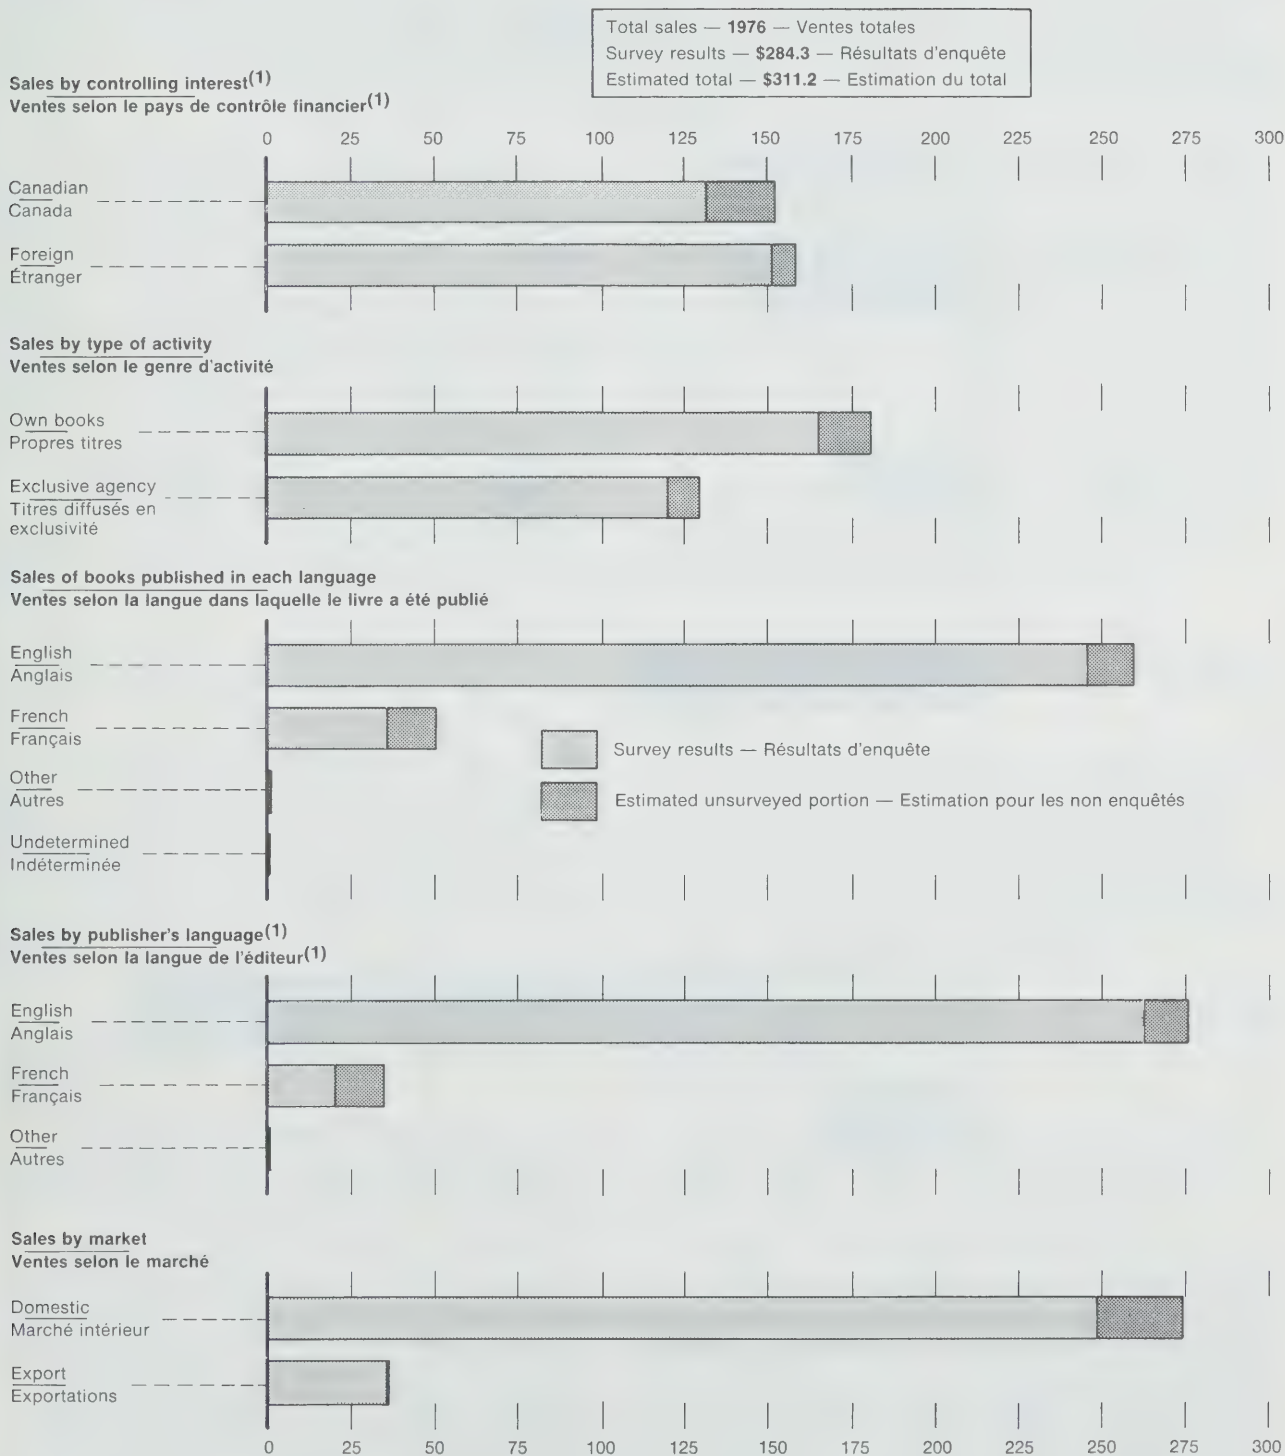 Total sales — 1976 — Ventes totales
Survey results — $284.3 — Résultats d'enquête
Estimated total — $311.2 — Estimation du total
Sales by controlling interest(1)
Ventes selon le pays de contrôle financier(1)
0 25 50 75 100 125 150 175 200 225 250 275 300
Canadian
Canada
Foreign
Étranger
Sales by type of activity
Ventes selon le genre d'activité
Own books
Propres titres
Exclusive agency
Titres diffusés en
exclusivité
Sales of books published in each language
Ventes selon la langue dans laquelle le livre a été publié
English
Anglais
French
Français
Survey results — Résultats d'enquête
Other
Autres
Estimated unsurveyed portion — Estimation pour les non enquêtés
Undetermined
Indéterminée
Sales by publisher's language(1)
Ventes selon la langue de l'éditeur(1)
English
Anglais
French
Français
Other
Autres
Sales by market
Ventes selon le marché
Domestic
Marché intérieur
Export
Exportations
0 25 50 75 100 125 150 175 200 225 250 275 300